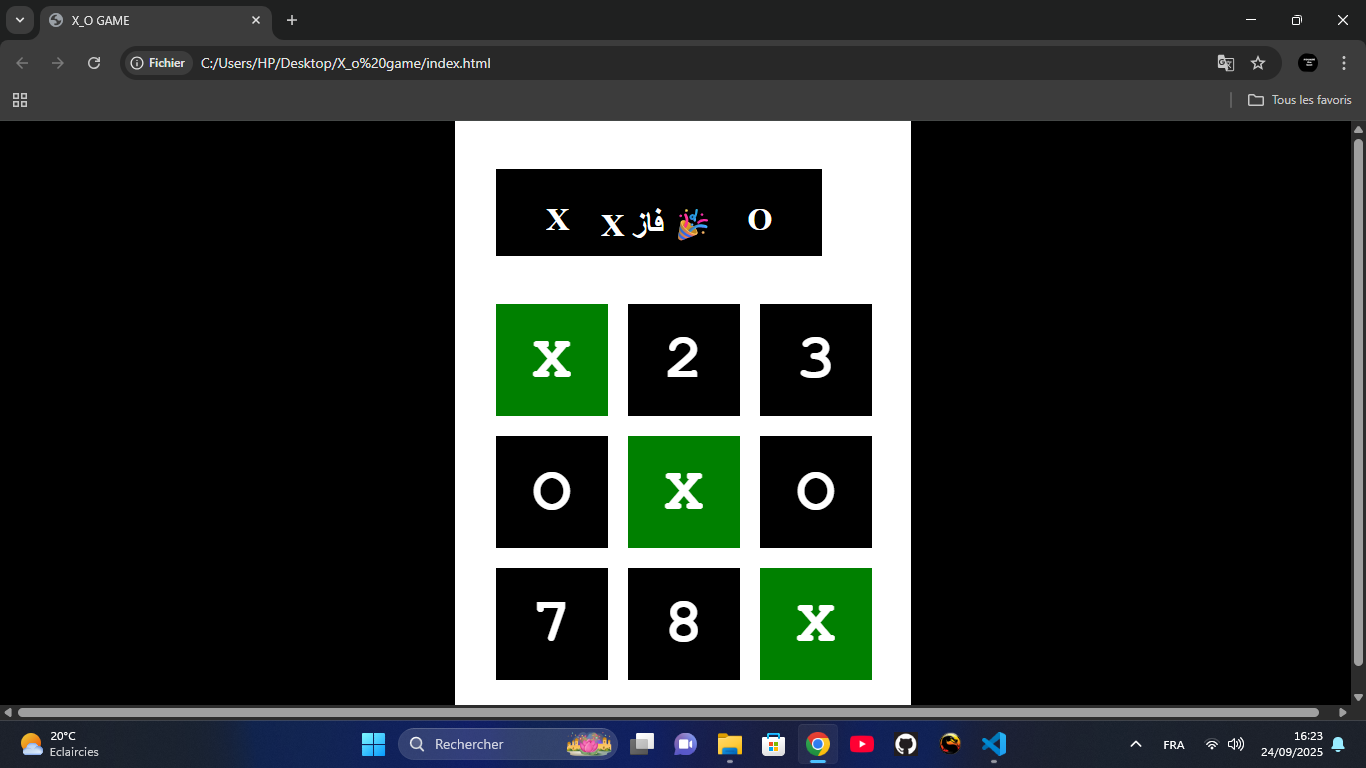 X_O GAME
Fichier C:/Users/HP/Desktop/X_o%20game/index.html
Tous les favoris
X X فاز 🎉 O
X 2 3
O X O
7 8 X
20°C
Eclaircies
Rechercher
FRA
16:23
24/09/2025